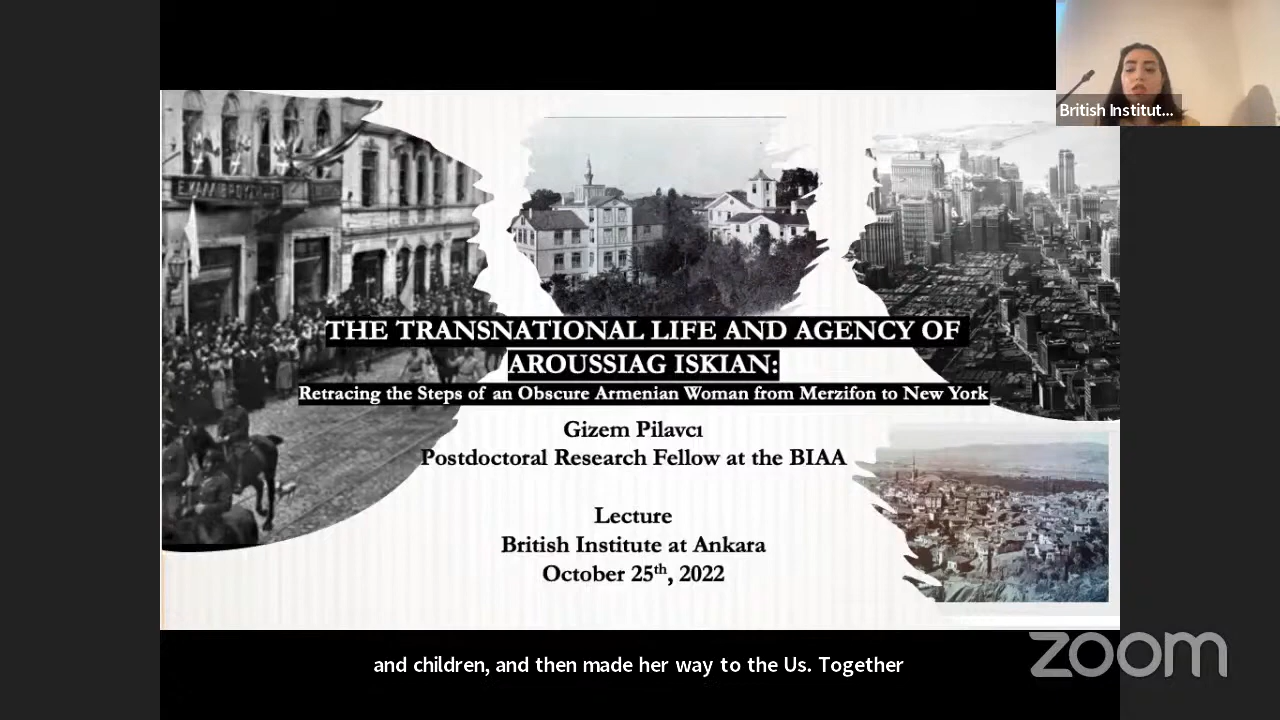 British Institut...
THE TRANSNATIONAL LIFE AND AGENCY OF
AROUSSIAG ISKIAN:
Retracing the Steps of an Obscure Armenian Woman from Merzifon to New York
Gizem Pilavcı
Postdoctoral Research Fellow at the BIAA
Lecture
British Institute at Ankara
October 25th, 2022
and children, and then made her way to the Us. Together
zoom